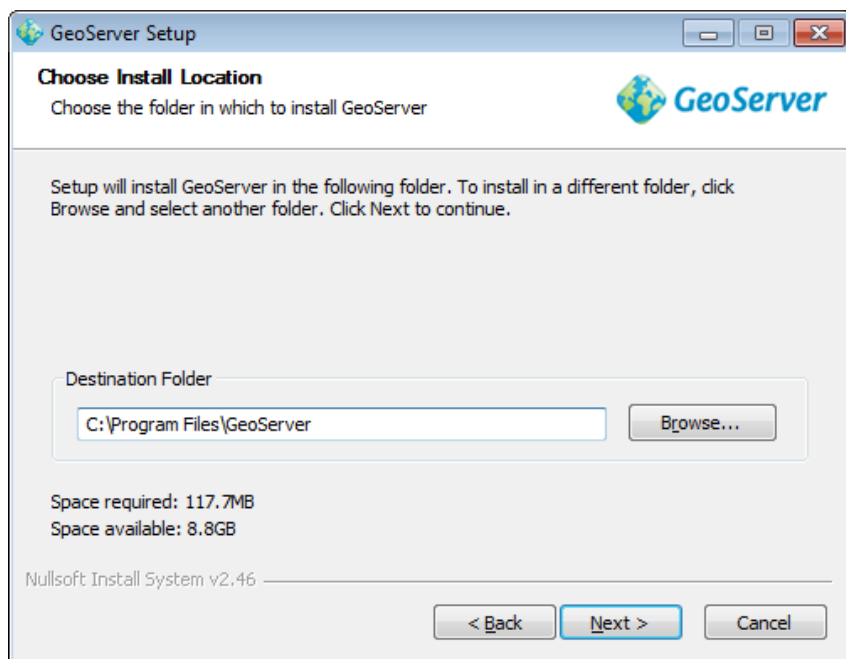 GeoServer Setup
Choose Install Location
Choose the folder in which to install GeoServer
GeoServer
Setup will install GeoServer in the following folder. To install in a different folder, click
Browse and select another folder. Click Next to continue.
Destination Folder
C:\Program Files\GeoServer
Browse...
Space required: 117.7MB
Space available: 8.8GB
Nullsoft Install System v2.46
< Back
Next >
Cancel